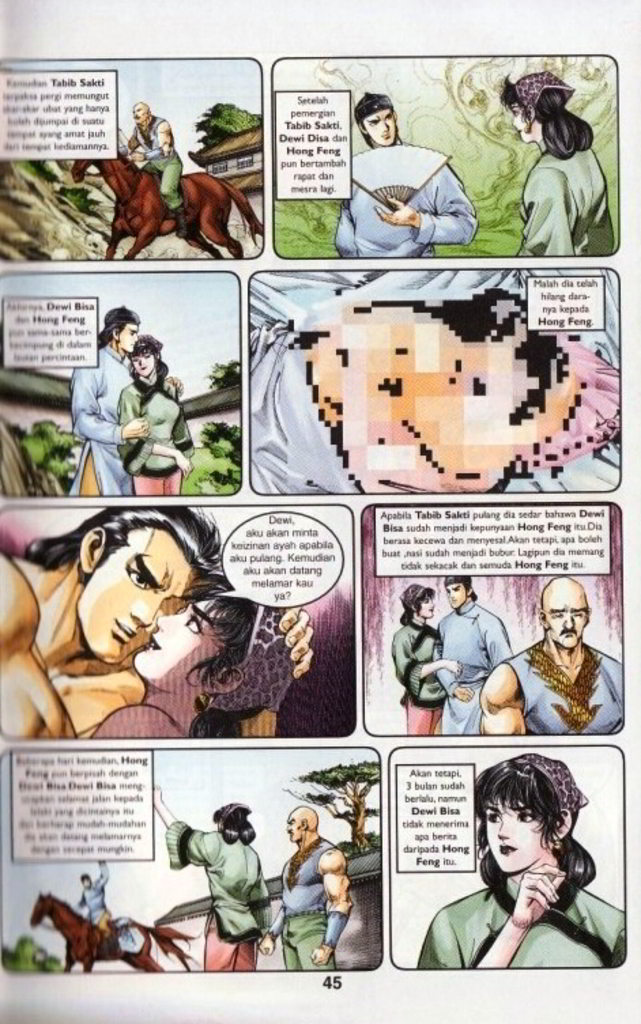 Kemudian Tabib Sakti
terpaksa pergi memungut
akar-akar ubat yang hanya
boleh dijumpai di suatu
tempat ayang amat jauh
dari tempat kediamannya.
Setelah
pemergian
Tabib Sakti,
Dewi Disa dan
Hong Feng
pun bertambah
rapat dan
mesra lagi.
Akhirnya, Dewi Bisa
dan Hong Feng
pun sama-sama ber-
kecimpung di dalam
lautan percintaan.
Malah dia telah
hilang dara-
nya kepada
Hong Feng.
Dewi,
aku akan minta
keizinan ayah apabila
aku pulang. Kemudian
aku akan datang
melamar kau
ya?
Apabila Tabib Sakti pulang dia sedar bahawa Dewi
Bisa sudah menjadi kepunyaan Hong Feng itu.Dia
berasa kecewa dan menyesal.Akan tetapi, apa boleh
buat ,nasi sudah menjadi bubur. Lagipun dia memang
tidak sekacak dan semuda Hong Feng itu.
Beberapa hari kemudian, Hong
Feng pun berpisah dengan
Dewi Bisa.Dewi Bisa meng-
ucapkan selamat jalan kepada
lelaki yang dicintainya itu
dan berharap mudah-mudahan
dia akan datang melamarnya
dengan secepat mungkin.
Akan tetapi,
3 bulan sudah
berlalu, namun
Dewi Bisa
tidak menerima
apa berita
daripada Hong
Feng itu.
45